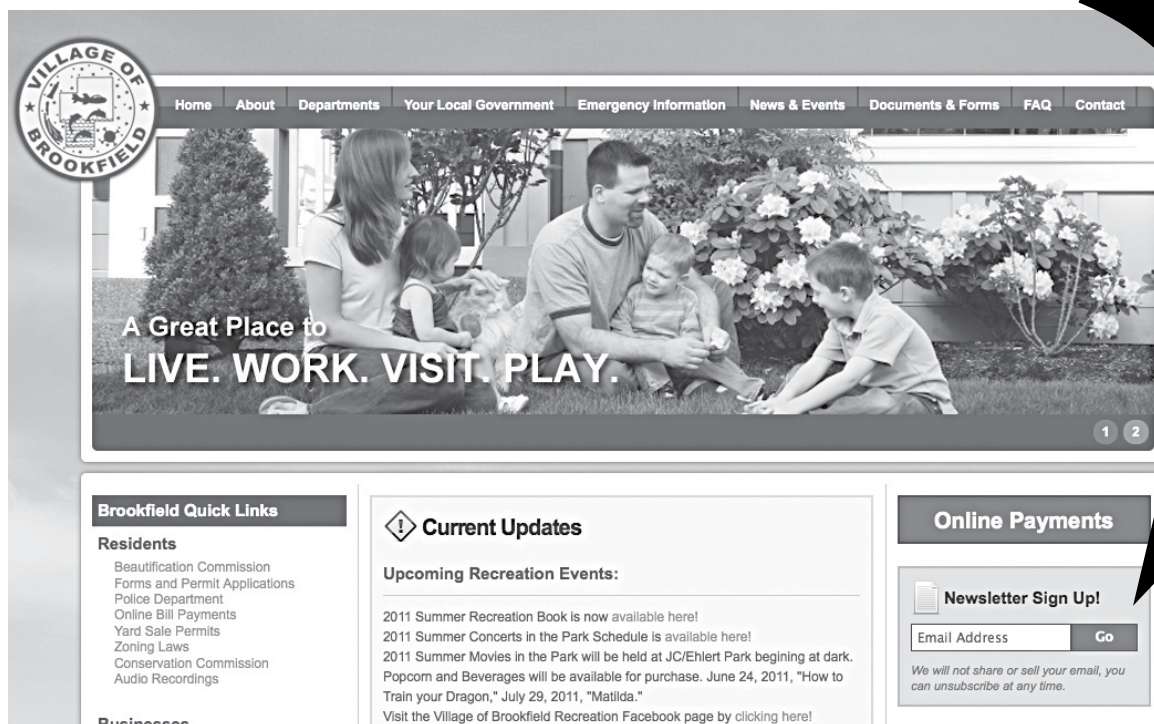 VILLAGE OF
BROOKFIELD
Home About Departments Your Local Government Emergency Information News & Events Documents & Forms FAQ Contact
A Great Place to
LIVE. WORK. VISIT. PLAY.
1 2
Brookfield Quick Links
Residents
Beautification Commission
Forms and Permit Applications
Police Department
Online Bill Payments
Yard Sale Permits
Zoning Laws
Conservation Commission
Audio Recordings
Businesses
Current Updates
Upcoming Recreation Events:
2011 Summer Recreation Book is now available here!
2011 Summer Concerts in the Park Schedule is available here!
2011 Summer Movies in the Park will be held at JC/Ehlert Park begining at dark.
Popcorn and Beverages will be available for purchase. June 24, 2011, "How to
Train your Dragon," July 29, 2011, "Matilda."
Visit the Village of Brookfield Recreation Facebook page by clicking here!
Online Payments
Newsletter Sign Up!
Email Address Go
We will not share or sell your email, you
can unsubscribe at any time.